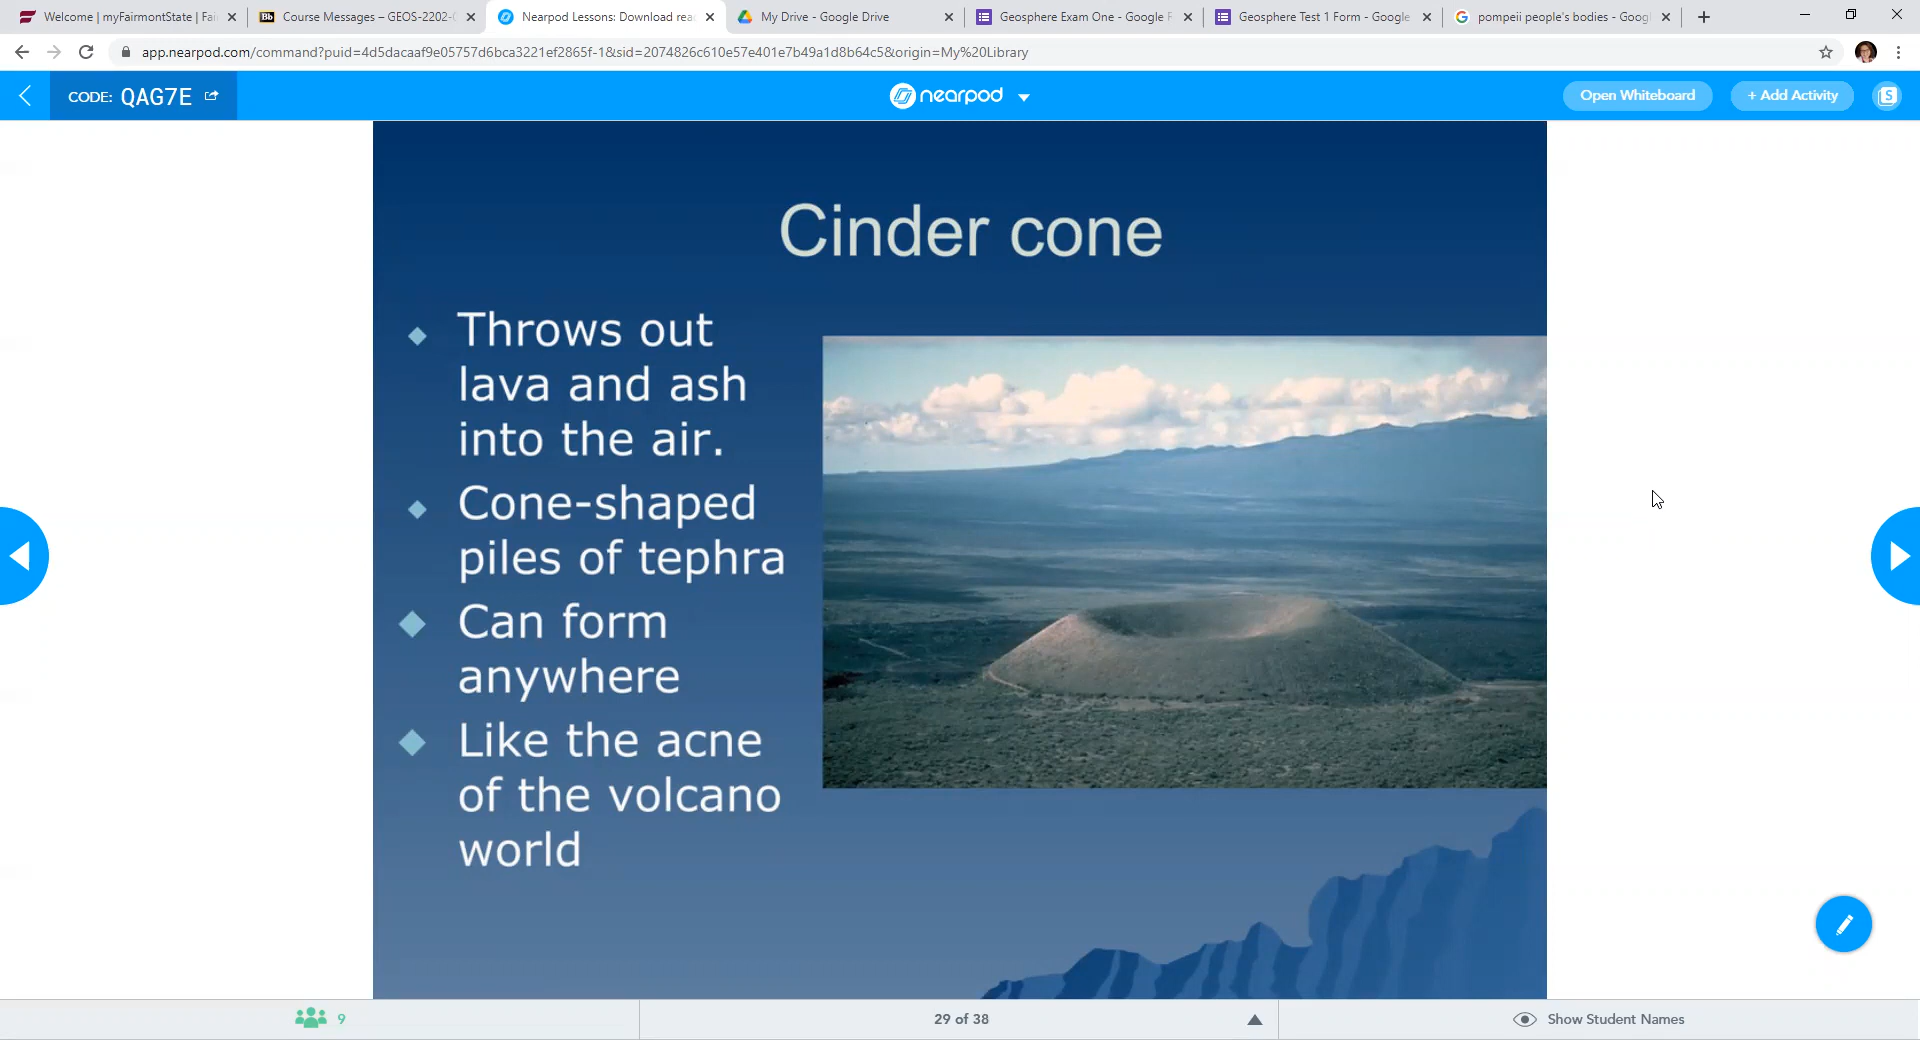 Welcome | myFairmontState | Fai
Course Messages – GEOS-2202-0
Nearpod Lessons: Download rea
My Drive - Google Drive
Geosphere Exam One - Google F
Geosphere Test 1 Form - Google
pompeii people's bodies - Goog
app.nearpod.com/command?puid=4d5dacaaf9e05757d6bca3221ef2865f-1&sid=2074826c610e57e401e7b49a1d8b64c5&origin=My%20Library
CODE: QAG7E
nearpod
Open Whiteboard
+ Add Activity
S
Cinder cone
Throws out
lava and ash
into the air.
Cone-shaped
piles of tephra
Can form
anywhere
Like the acne
of the volcano
world
9
29 of 38
Show Student Names